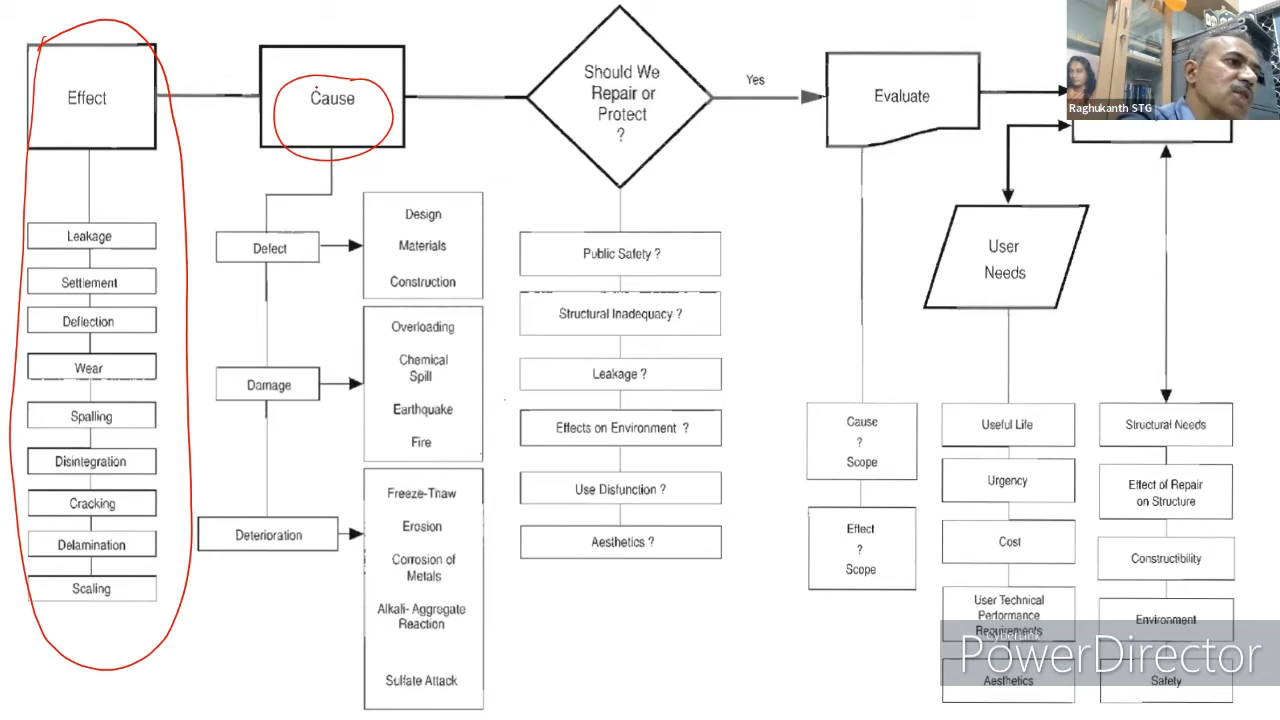 Effect
Leakage
Settlement
Deflection
Wear
Spalling
Disintegration
Cracking
Delamination
Scaling
Cause
Defect
Design
Materials
Construction
Damage
Overloading
Chemical
Spill
Earthquake
Fire
Deterioration
Freeze-Tnaw
Erosion
Corrosion of
Metals
Alkali- Aggregate
Reaction
Sulfate Attack
Should We
Repair or
Protect
?
Public Safety ?
Structural Inadequacy ?
Leakage ?
Effects on Environment ?
Use Disfunction ?
Aesthetics ?
Yes
Evaluate
Cause
?
Scope
Effect
?
Scope
User
Needs
Useful Life
Urgency
Cost
User Technical
Performance
Requirements
Aesthetics
Structural Needs
Effect of Repair
on Structure
Constructibility
Environment
Safety
Raghukanth STG
CyberLink
PowerDirector